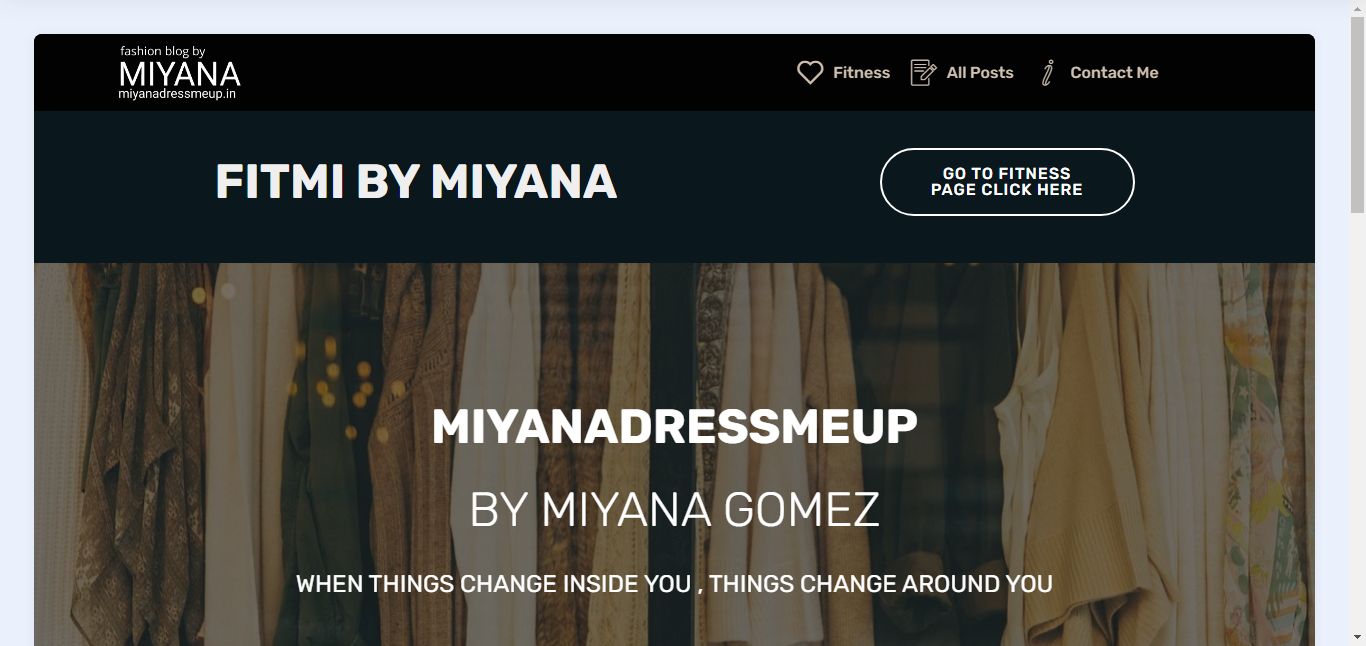 fashion blog by
MIYANA
miyanadressmeup.in
Fitness
All Posts
Contact Me
FITMI BY MIYANA
GO TO FITNESS
PAGE CLICK HERE
MIYANADRESSMEUP
BY MIYANA GOMEZ
WHEN THINGS CHANGE INSIDE YOU , THINGS CHANGE AROUND YOU